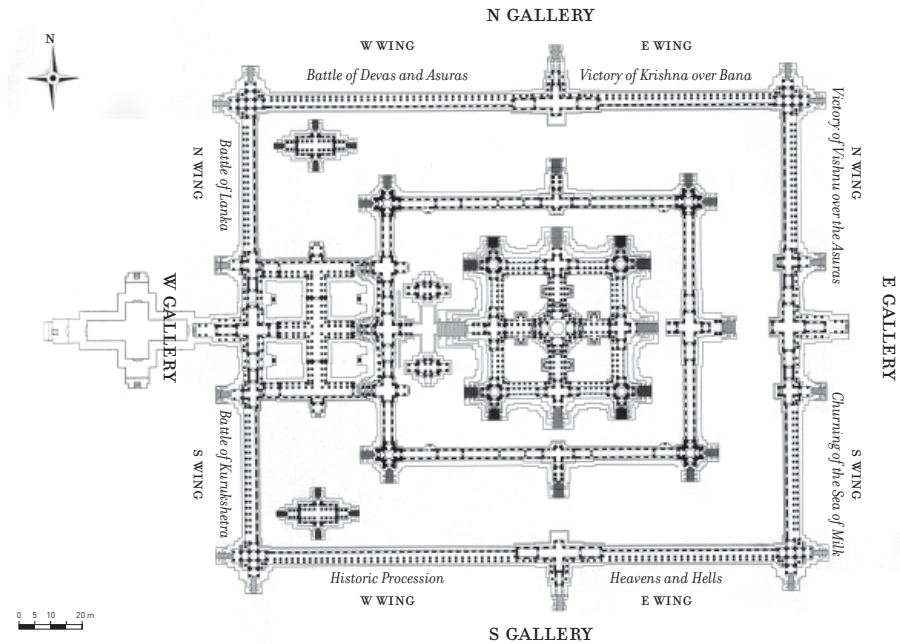 N GALLERY
W WING
E WING
N
Battle of Devas and Asuras
Victory of Krishna over Bana
N WING
Battle of Lanka
Victory of Vishnu over the Asuras
N WING
W GALLERY
E GALLERY
S WING
Battle of Kurukshetra
Churning of the Sea of Milk
S WING
Historic Procession
Heavens and Hells
W WING
E WING
0 5 10 20 m
S GALLERY